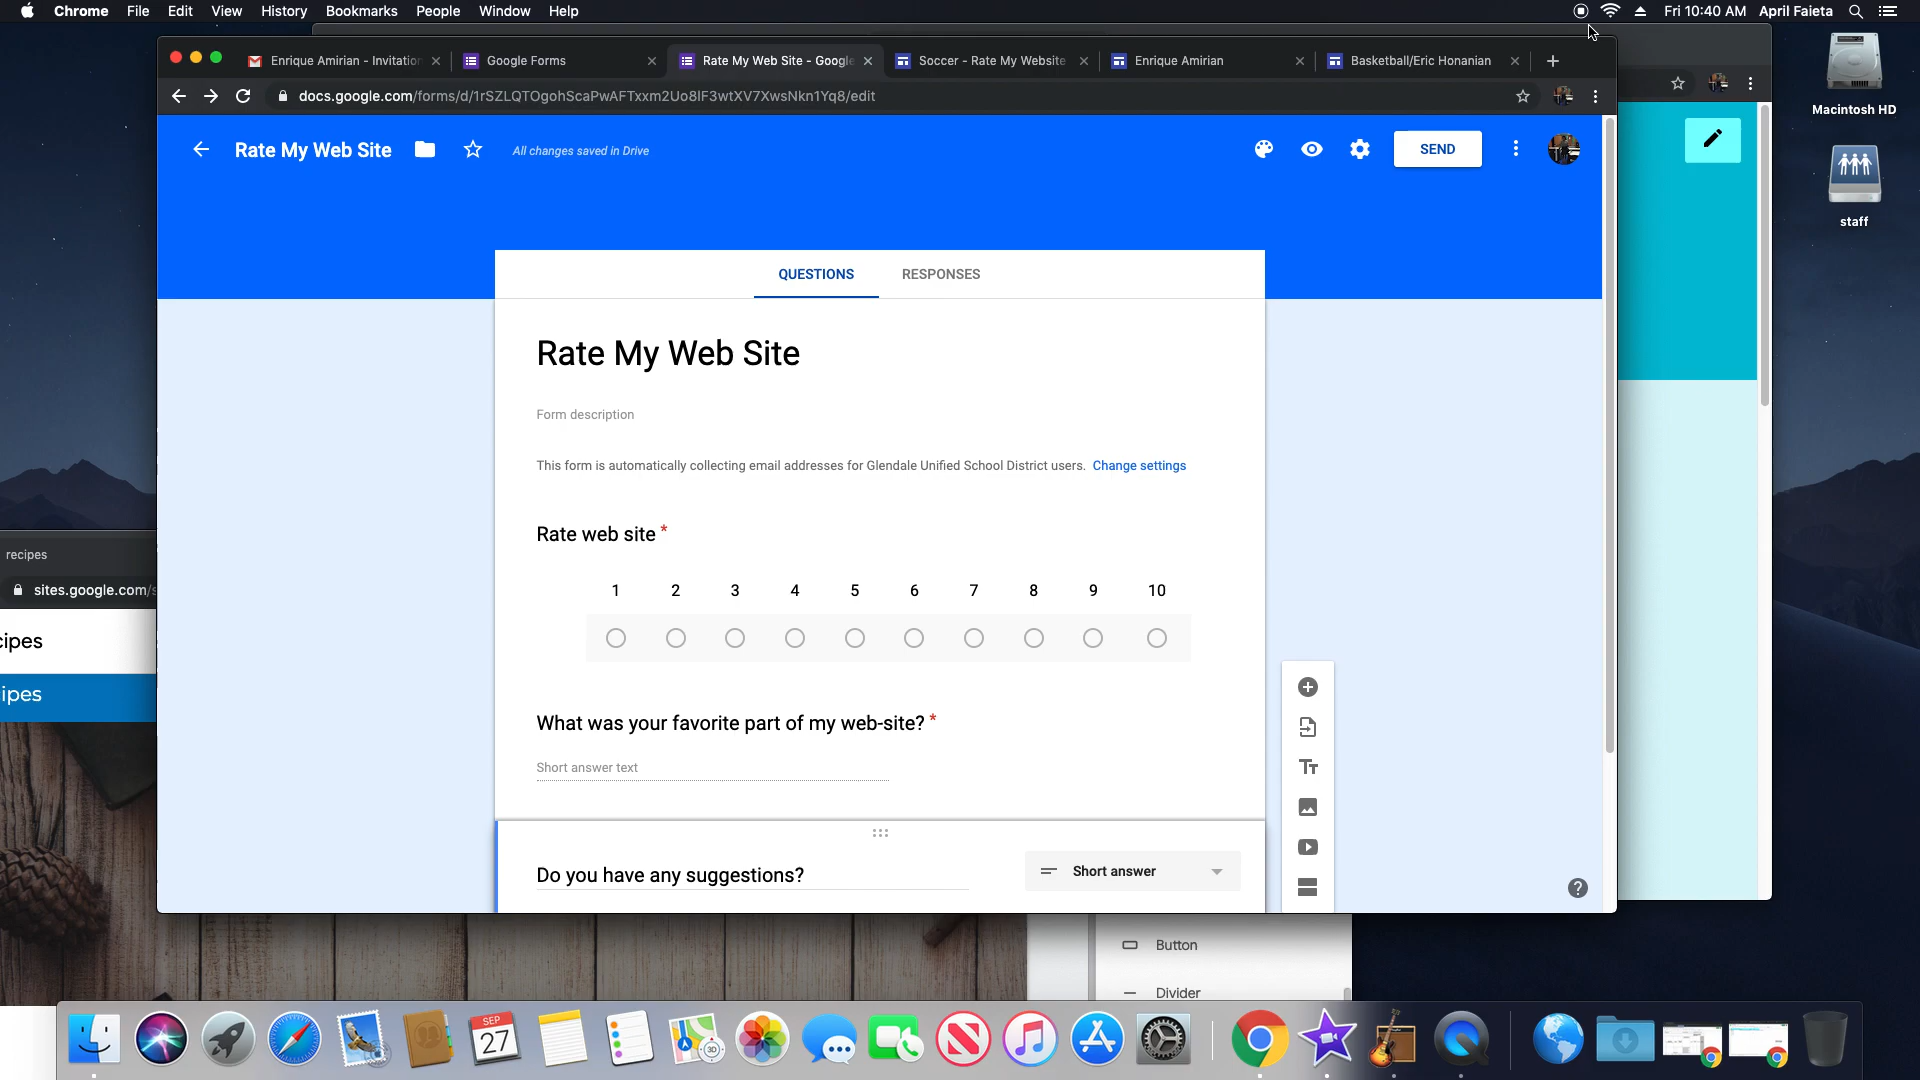 Chrome File Edit View History Bookmarks People Window Help
Fri 10:40 AM April Faieta
Enrique Amirian - Invitation
Google Forms
Rate My Web Site - Google
Soccer - Rate My Website
Enrique Amirian
Basketball/Eric Honanian
docs.google.com/forms/d/1rSZLQTOgohScaPwAFTxxm2Uo8IF3wtXV7XwsNkn1Yq8/edit
Macintosh HD
Rate My Web Site
All changes saved in Drive
SEND
staff
QUESTIONS
RESPONSES
Rate My Web Site
Form description
This form is automatically collecting email addresses for Glendale Unified School District users. Change settings
Rate web site *
recipes
sites.google.com/s
1 2 3 4 5 6 7 8 9 10
cipes
ipes
What was your favorite part of my web-site? *
Short answer text
Do you have any suggestions?
Short answer
Button
Divider
SEP
27
3D